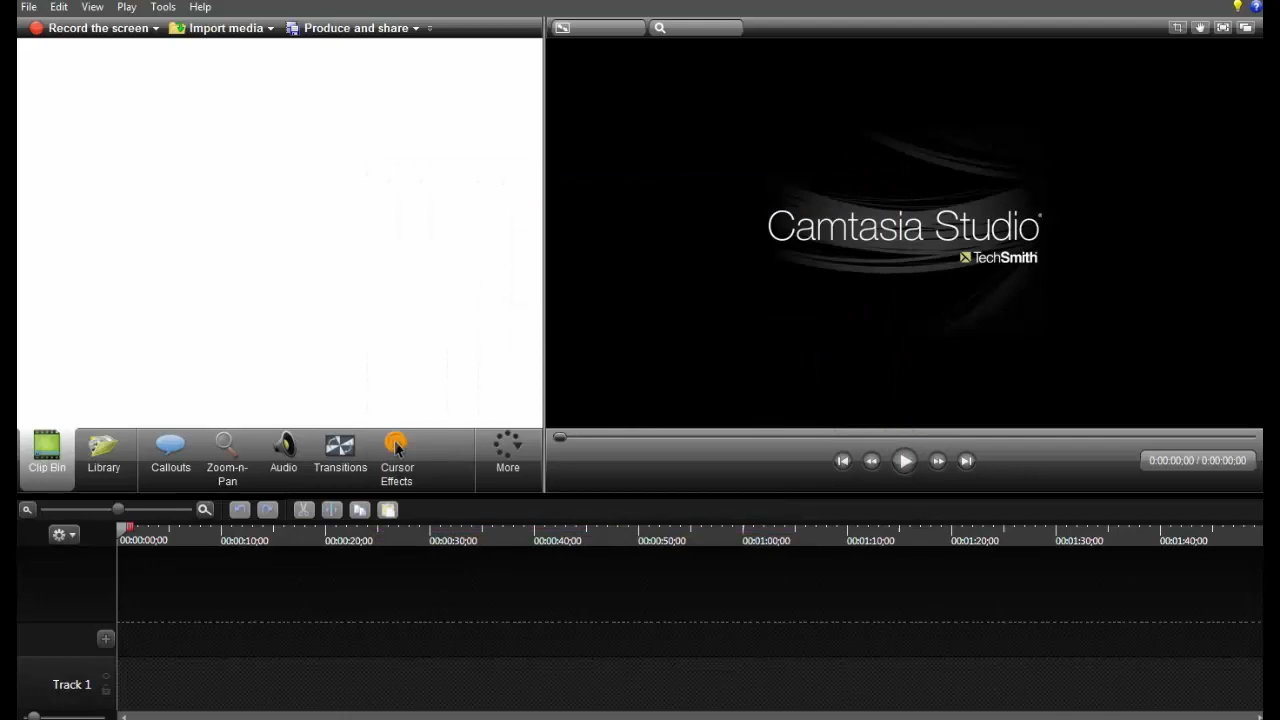 File Edit View Play Tools Help
Record the screen Import media Produce and share
Camtasia Studio
TechSmith
Clip Bin Library Callouts Zoom-n-Pan Audio Transitions Cursor Effects More
0:00:00;00 / 0:00:00;00
00:00:00;00 00:00:10;00 00:00:20;00 00:00:30;00 00:00:40;00 00:00:50;00 00:01:00;00 00:01:10;00 00:01:20;00 00:01:30;00 00:01:40;00
Track 1